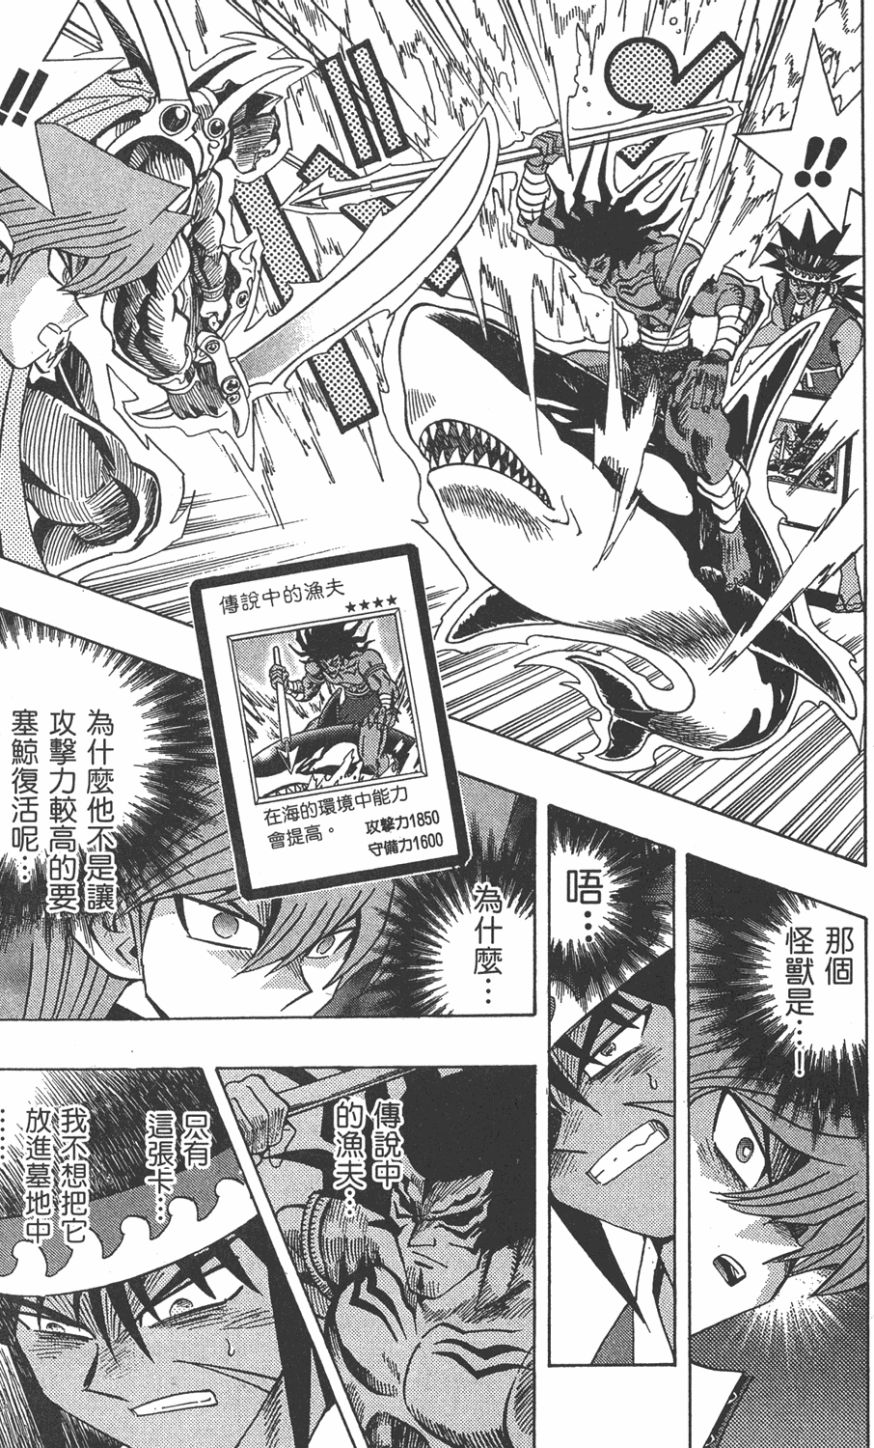 !!
!!
傳說中的漁夫
★★★★
在海的環境中能力
會提高。
攻擊力1850
守備力1600
那個
怪獸是…！
唔…
為什麼…
為什麼他不是讓
攻擊力較高的要
塞鯨復活呢…
傳說中
的漁夫…
只有
這張卡…
我不想把它
放進墓地中
……